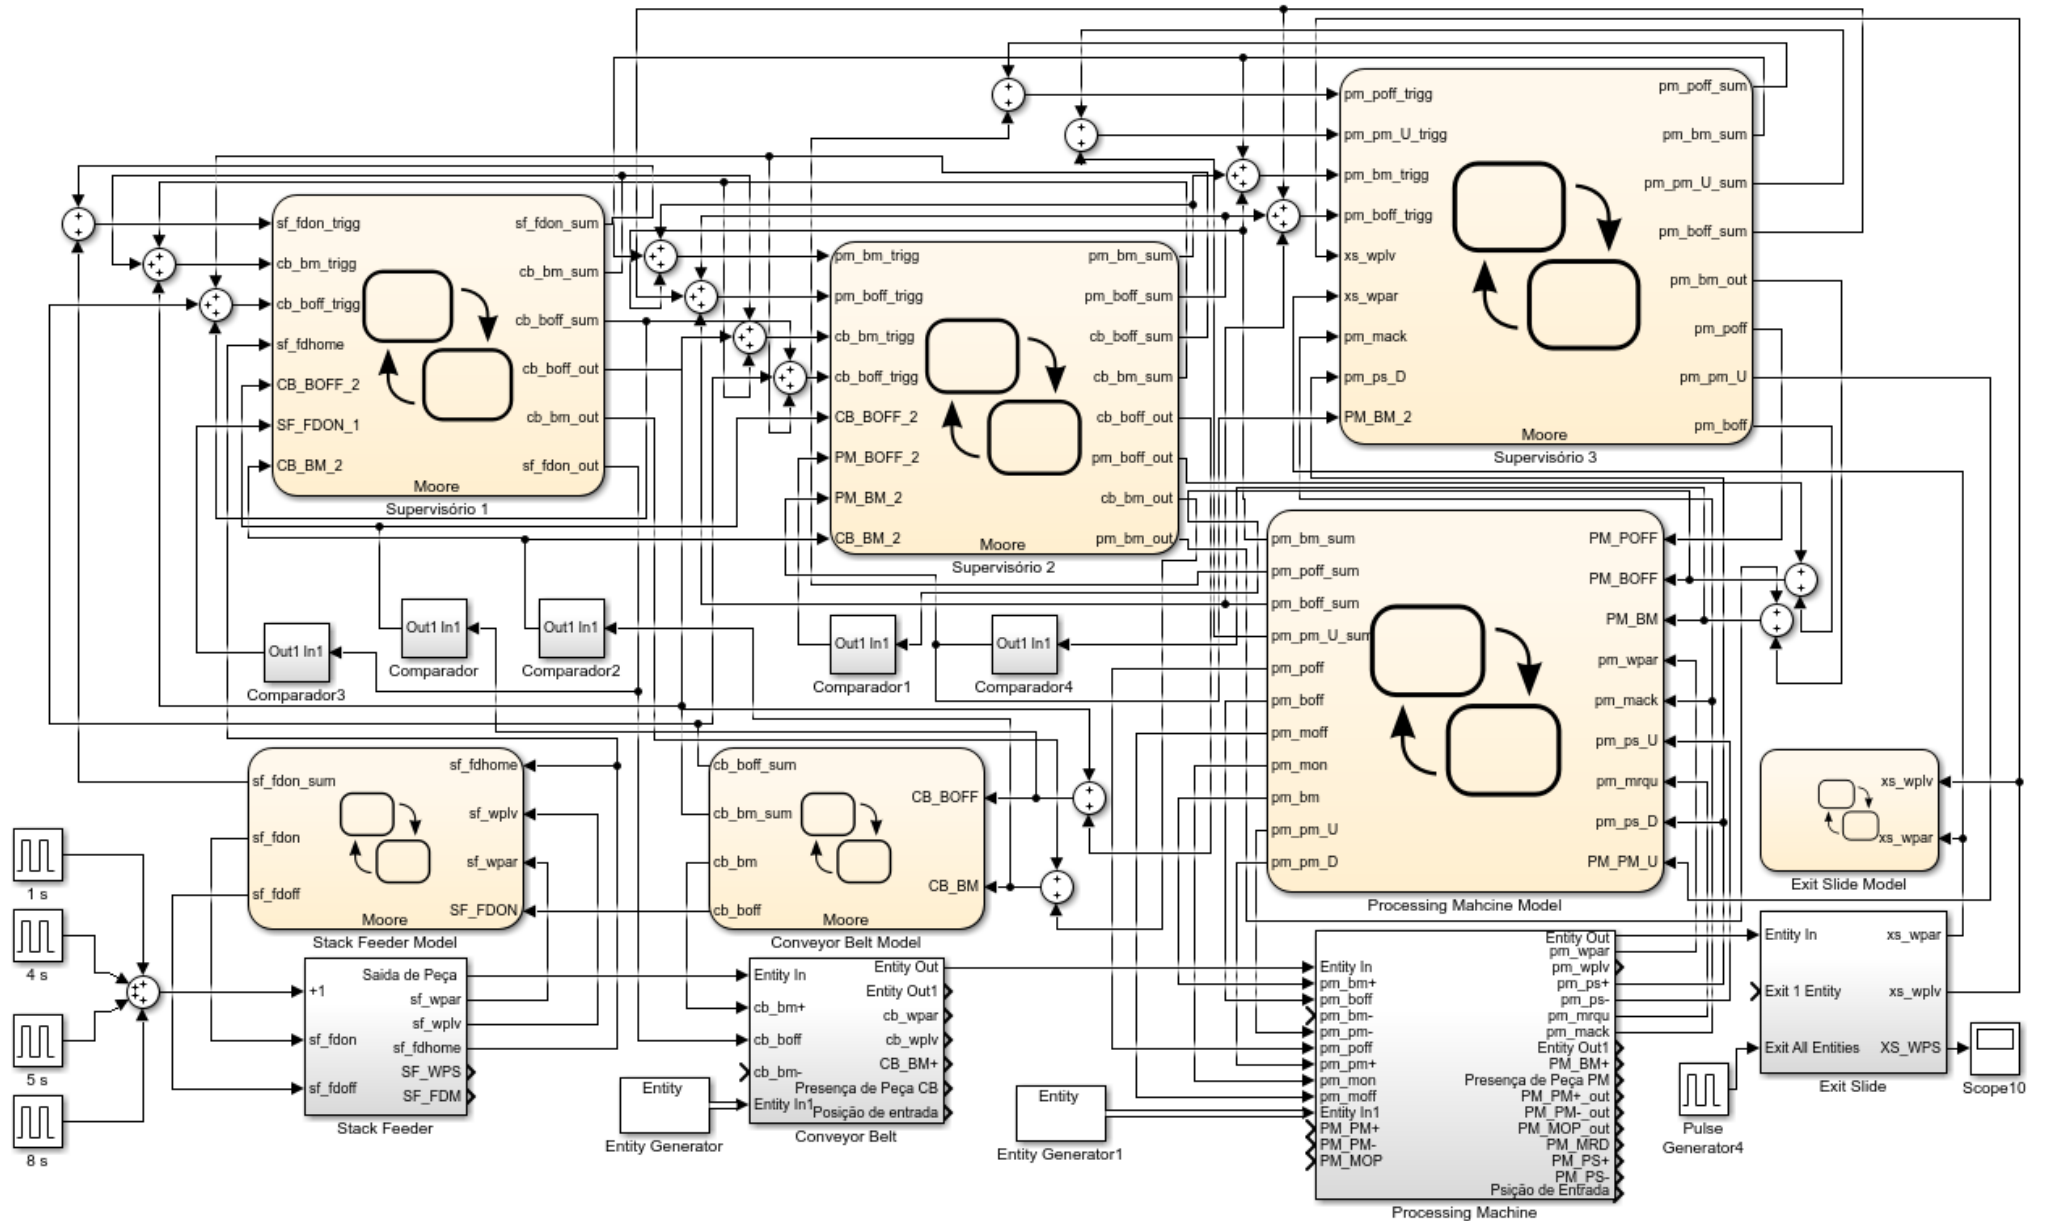 pm_poff_trigg
pm_pm_U_trigg
pm_bm_trigg
pm_boff_trigg
xs_wplv
xs_wpar
pm_mack
pm_ps_D
PM_BM_2
pm_poff_sum
pm_bm_sum
pm_pm_U_sum
pm_boff_sum
pm_bm_out
pm_poff
pm_pm_U
pm_boff
Moore
Supervisório 3
sf_fdon_trigg
cb_bm_trigg
cb_boff_trigg
sf_fdhome
CB_BOFF_2
SF_FDON_1
CB_BM_2
sf_fdon_sum
cb_bm_sum
cb_boff_sum
cb_boff_out
cb_bm_out
sf_fdon_out
Moore
Supervisório 1
pm_bm_trigg
pm_boff_trigg
cb_bm_trigg
cb_boff_trigg
CB_BOFF_2
PM_BOFF_2
PM_BM_2
CB_BM_2
pm_bm_sum
pm_boff_sum
cb_boff_sum
cb_bm_sum
cb_boff_out
pm_boff_out
cb_bm_out
pm_bm_out
Moore
Supervisório 2
Out1 In1
Comparador3
Out1 In1
Comparador
Out1 In1
Comparador2
Out1 In1
Comparador1
Out1 In1
Comparador4
pm_bm_sum
pm_poff_sum
pm_boff_sum
pm_pm_U_sum
pm_poff
pm_boff
pm_moff
pm_mon
pm_bm
pm_pm_U
pm_pm_D
PM_POFF
PM_BOFF
PM_BM
pm_wpar
pm_mack
pm_ps_U
pm_mrqu
pm_ps_D
PM_PM_U
Processing Mahcine Model
xs_wplv
xs_wpar
Exit Slide Model
sf_fdon_sum
sf_fdon
sf_fdoff
sf_fdhome
sf_wplv
sf_wpar
SF_FDON
Moore
Stack Feeder Model
cb_boff_sum
cb_bm_sum
cb_bm
cb_boff
CB_BOFF
CB_BM
Moore
Conveyor Belt Model
1 s
4 s
5 s
8 s
+1
sf_fdon
sf_fdoff
Saida de Peça
sf_wpar
sf_wplv
sf_fdhome
SF_WPS
SF_FDM
Stack Feeder
Entity
Entity Generator
Entity In
cb_bm+
cb_boff
cb_bm-
Entity In1
Entity Out
Entity Out1
cb_wpar
cb_wplv
CB_BM+
Presença de Peça CB
Posição de entrada
Conveyor Belt
Entity
Entity Generator1
Entity In
pm_bm+
pm_boff
pm_bm-
pm_pm-
pm_poff
pm_pm+
pm_mon
pm_moff
Entity In1
PM_PM+
PM_PM-
PM_MOP
Entity Out
pm_wpar
pm_wplv
pm_ps+
pm_ps-
pm_mrqu
pm_mack
Entity Out1
PM_BM+
Presença de Peça PM
PM_PM+_out
PM_PM-_out
PM_MOP_out
PM_MRD
PM_PS+
PM_PS-
Psição de Entrada
Processing Machine
Entity In
Exit 1 Entity
Exit All Entities
xs_wpar
xs_wplv
XS_WPS
Exit Slide
Pulse
Generator4
Scope10